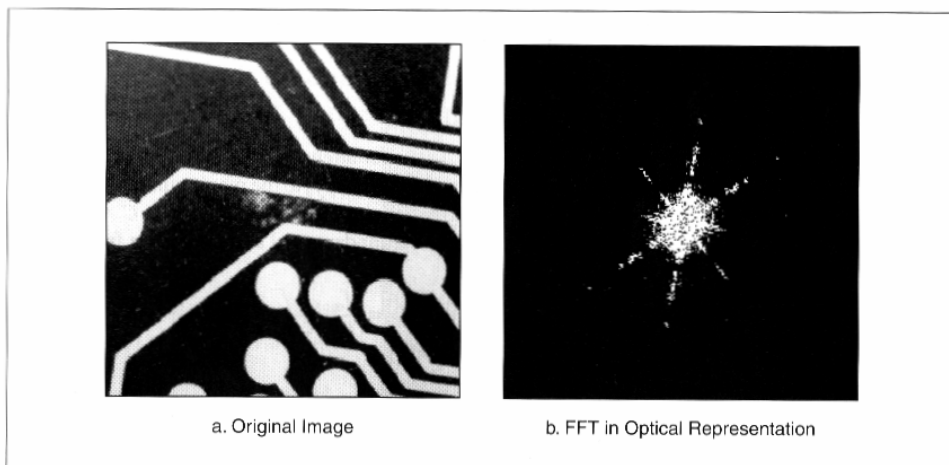 a. Original Image
b. FFT in Optical Representation